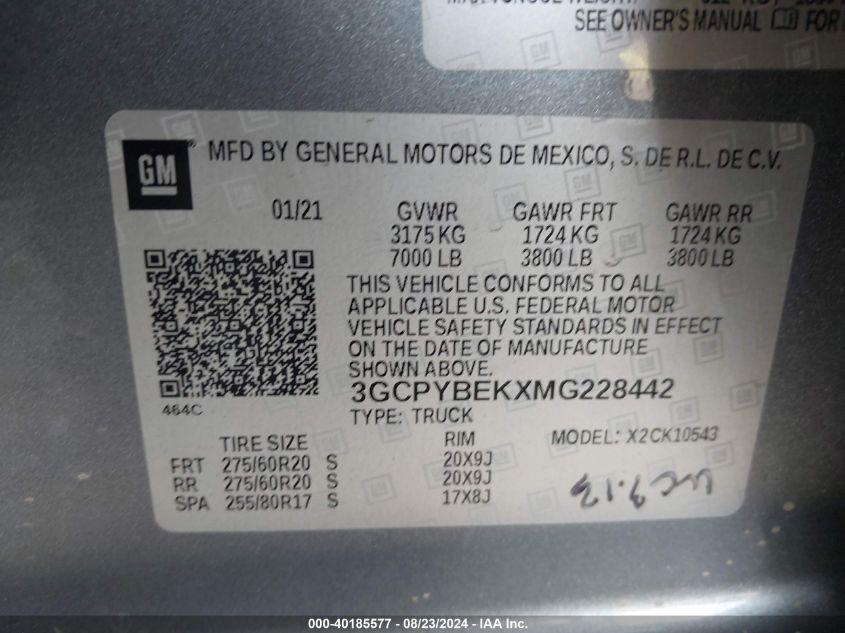 SEE OWNER'S MANUAL FOR
GM® MFD BY GENERAL MOTORS DE MEXICO, S. DE R.L. DE C.V.
01/21 GVWR GAWR FRT GAWR RR
3175 KG 1724 KG 1724 KG
7000 LB 3800 LB 3800 LB
THIS VEHICLE CONFORMS TO ALL
APPLICABLE U.S. FEDERAL MOTOR
VEHICLE SAFETY STANDARDS IN EFFECT
ON THE DATE OF MANUFACTURE
SHOWN ABOVE.
3GCPYBEKXMG228442
464C
TYPE: TRUCK
TIRE SIZE RIM MODEL: X2CK10543
FRT 275/60R20 S 20X9J
RR 275/60R20 S 20X9J
SPA 255/80R17 S 17X8J
000-40185577 - 08/23/2024 - IAA Inc.